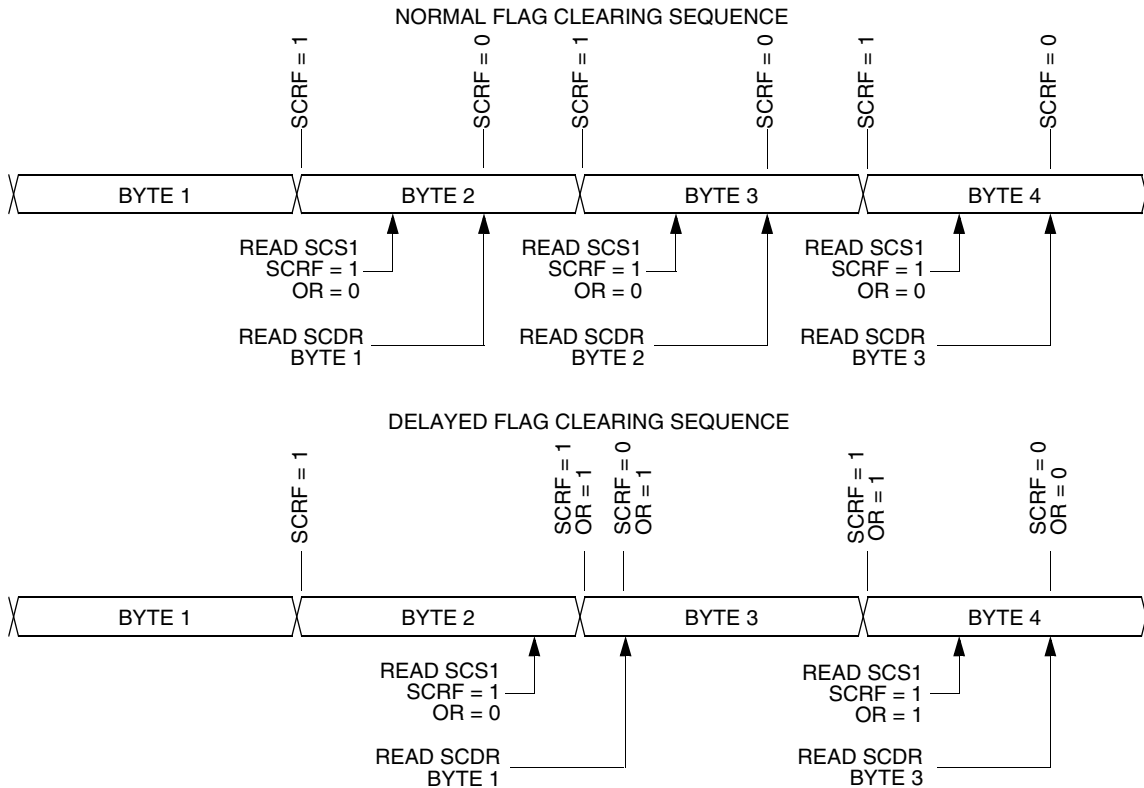 NORMAL FLAG CLEARING SEQUENCE
SCRF = 1
SCRF = 0
SCRF = 1
SCRF = 0
SCRF = 1
SCRF = 0
BYTE 1
BYTE 2
BYTE 3
BYTE 4
READ SCS1
SCRF = 1
OR = 0
READ SCS1
SCRF = 1
OR = 0
READ SCS1
SCRF = 1
OR = 0
READ SCDR
BYTE 1
READ SCDR
BYTE 2
READ SCDR
BYTE 3
DELAYED FLAG CLEARING SEQUENCE
SCRF = 1
SCRF = 1
OR = 1
SCRF = 0
OR = 1
SCRF = 1
OR = 1
SCRF = 0
OR = 0
BYTE 1
BYTE 2
BYTE 3
BYTE 4
READ SCS1
SCRF = 1
OR = 0
READ SCS1
SCRF = 1
OR = 1
READ SCDR
BYTE 1
READ SCDR
BYTE 3